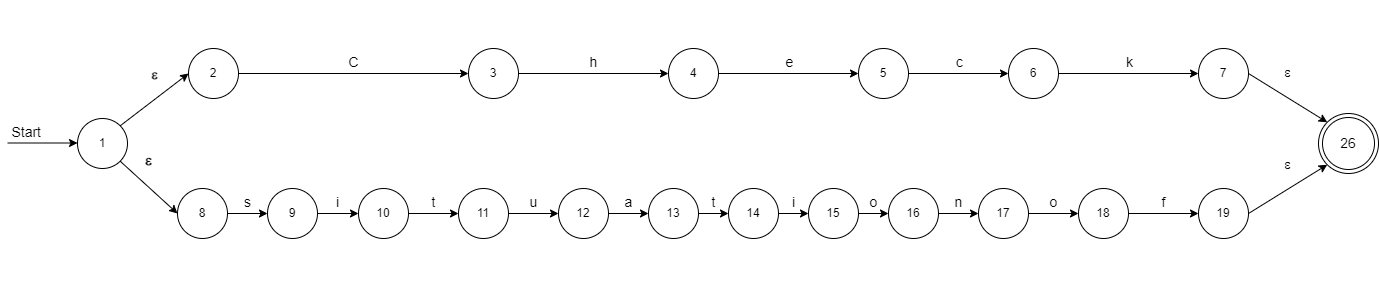 ε C h e c k ε
2 3 4 5 6 7
Start
1 26
ε ε
s i t u a t i o n o f
8 9 10 11 12 13 14 15 16 17 18 19